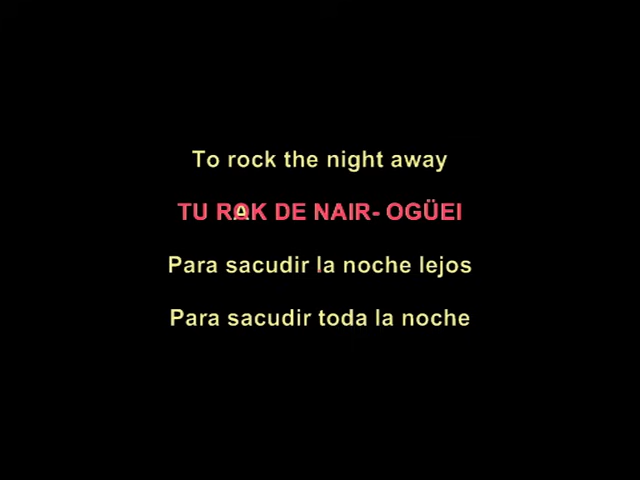 To rock the night away
TU RAK DE NAIR- OGÜEI
Para sacudir la noche lejos
Para sacudir toda la noche